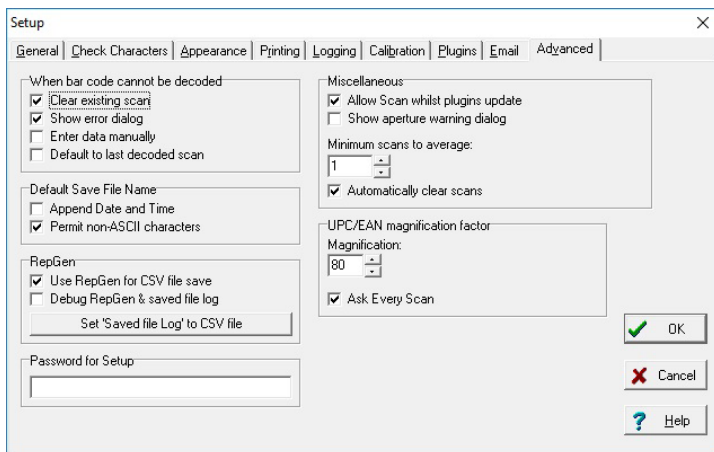 Setup
General
Check Characters
Appearance
Printing
Logging
Calibration
Plugins
Email
Advanced
When bar code cannot be decoded
Clear existing scan
Show error dialog
Enter data manually
Default to last decoded scan
Default Save File Name
Append Date and Time
Permit non-ASCII characters
RepGen
Use RepGen for CSV file save
Debug RepGen & saved file log
Set 'Saved file Log' to CSV file
Password for Setup
Miscellaneous
Allow Scan whilst plugins update
Show aperture warning dialog
Minimum scans to average:
1
Automatically clear scans
UPC/EAN magnification factor
Magnification:
80
Ask Every Scan
OK
Cancel
? Help